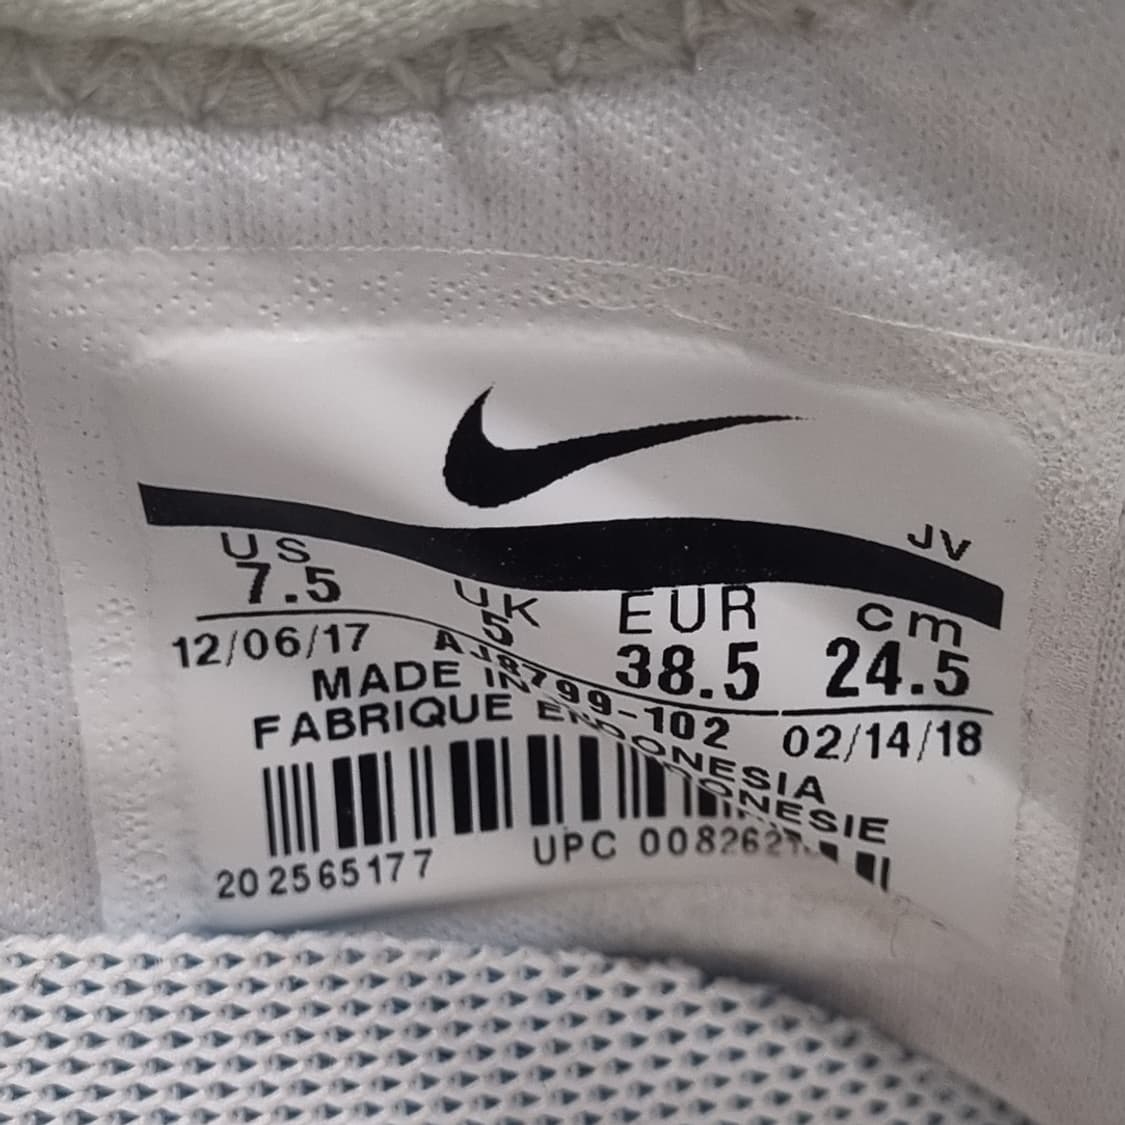 JV
US UK EUR cm
7.5 5 38.5 24.5
12/06/17 AJ8799-102 02/14/18
MADE IN INDONESIA
FABRIQUE EN INDONESIE
202565177 UPC 0082627